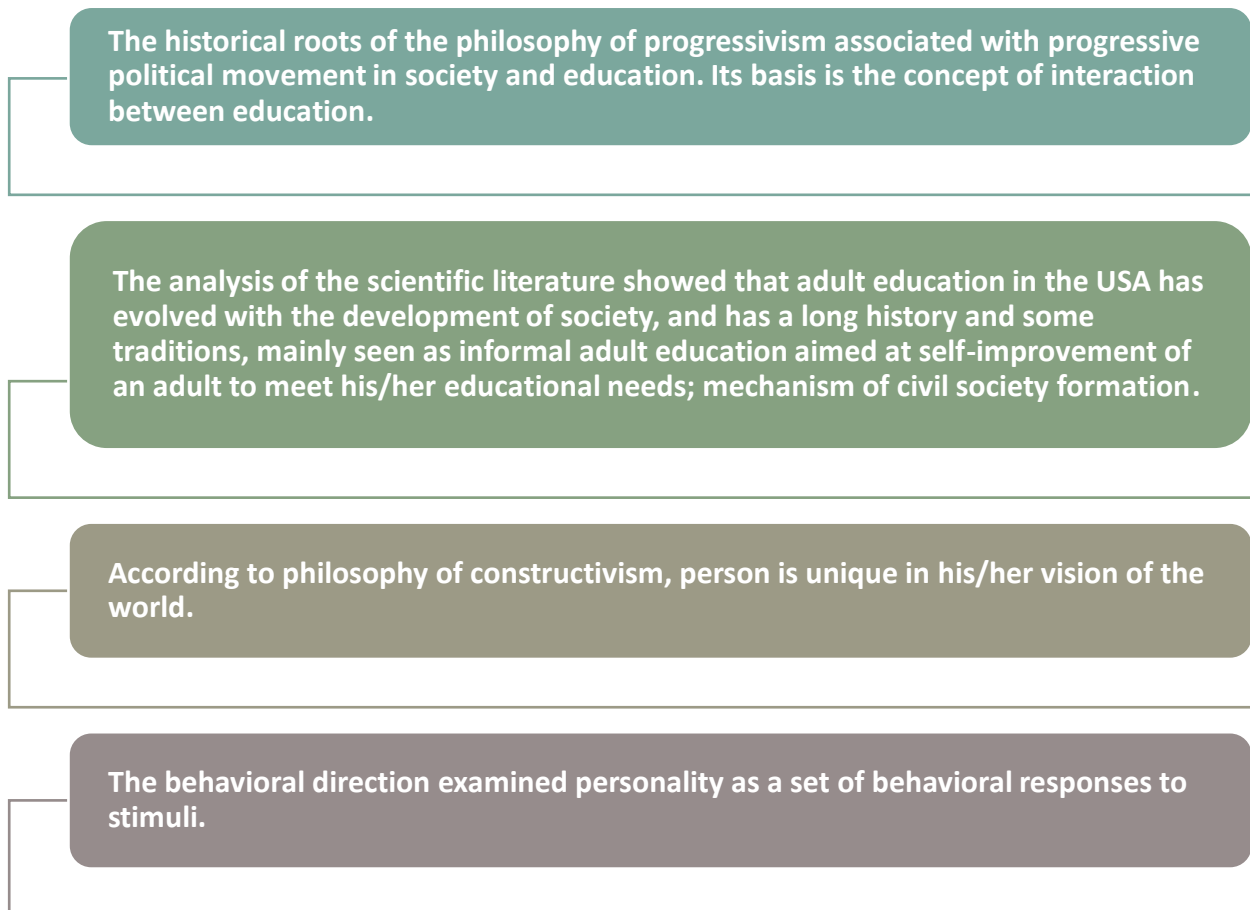 The historical roots of the philosophy of progressivism associated with progressive
political movement in society and education. Its basis is the concept of interaction
between education.
The analysis of the scientific literature showed that adult education in the USA has
evolved with the development of society, and has a long history and some
traditions, mainly seen as informal adult education aimed at self-improvement of
an adult to meet his/her educational needs; mechanism of civil society formation.
According to philosophy of constructivism, person is unique in his/her vision of the
world.
The behavioral direction examined personality as a set of behavioral responses to
stimuli.